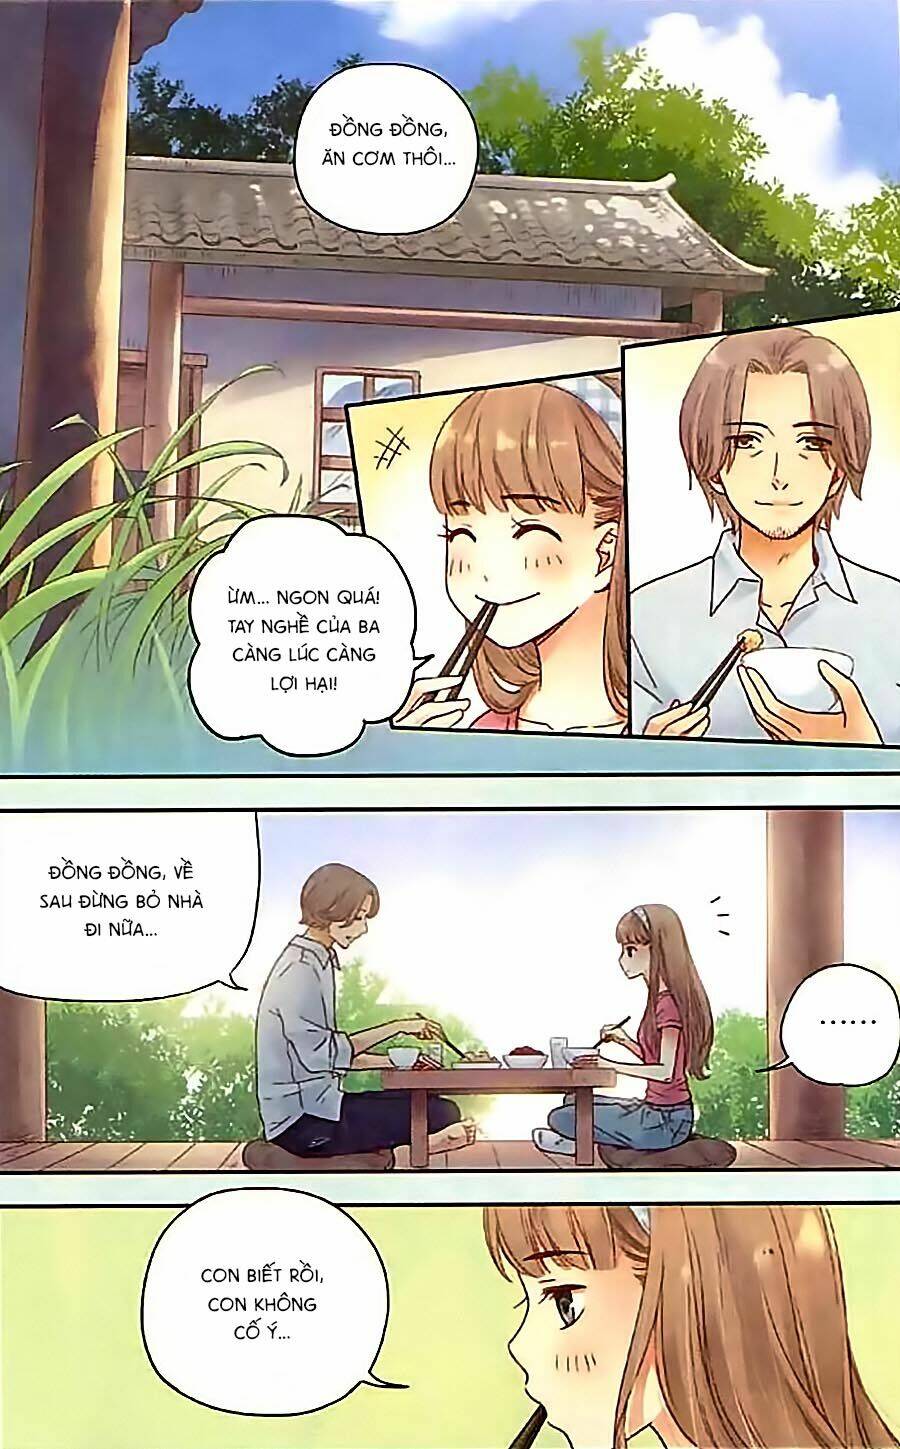 ĐỒNG ĐỒNG,
ĂN CƠM THÔI...
ỪM... NGON QUÁ!
TAY NGHỀ CỦA BA
CÀNG LÚC CÀNG
LỢI HẠI!
ĐỒNG ĐỒNG, VỀ
SAU ĐỪNG BỎ NHÀ
ĐI NỮA...
......
CON BIẾT RỒI,
CON KHÔNG
CỐ Ý...